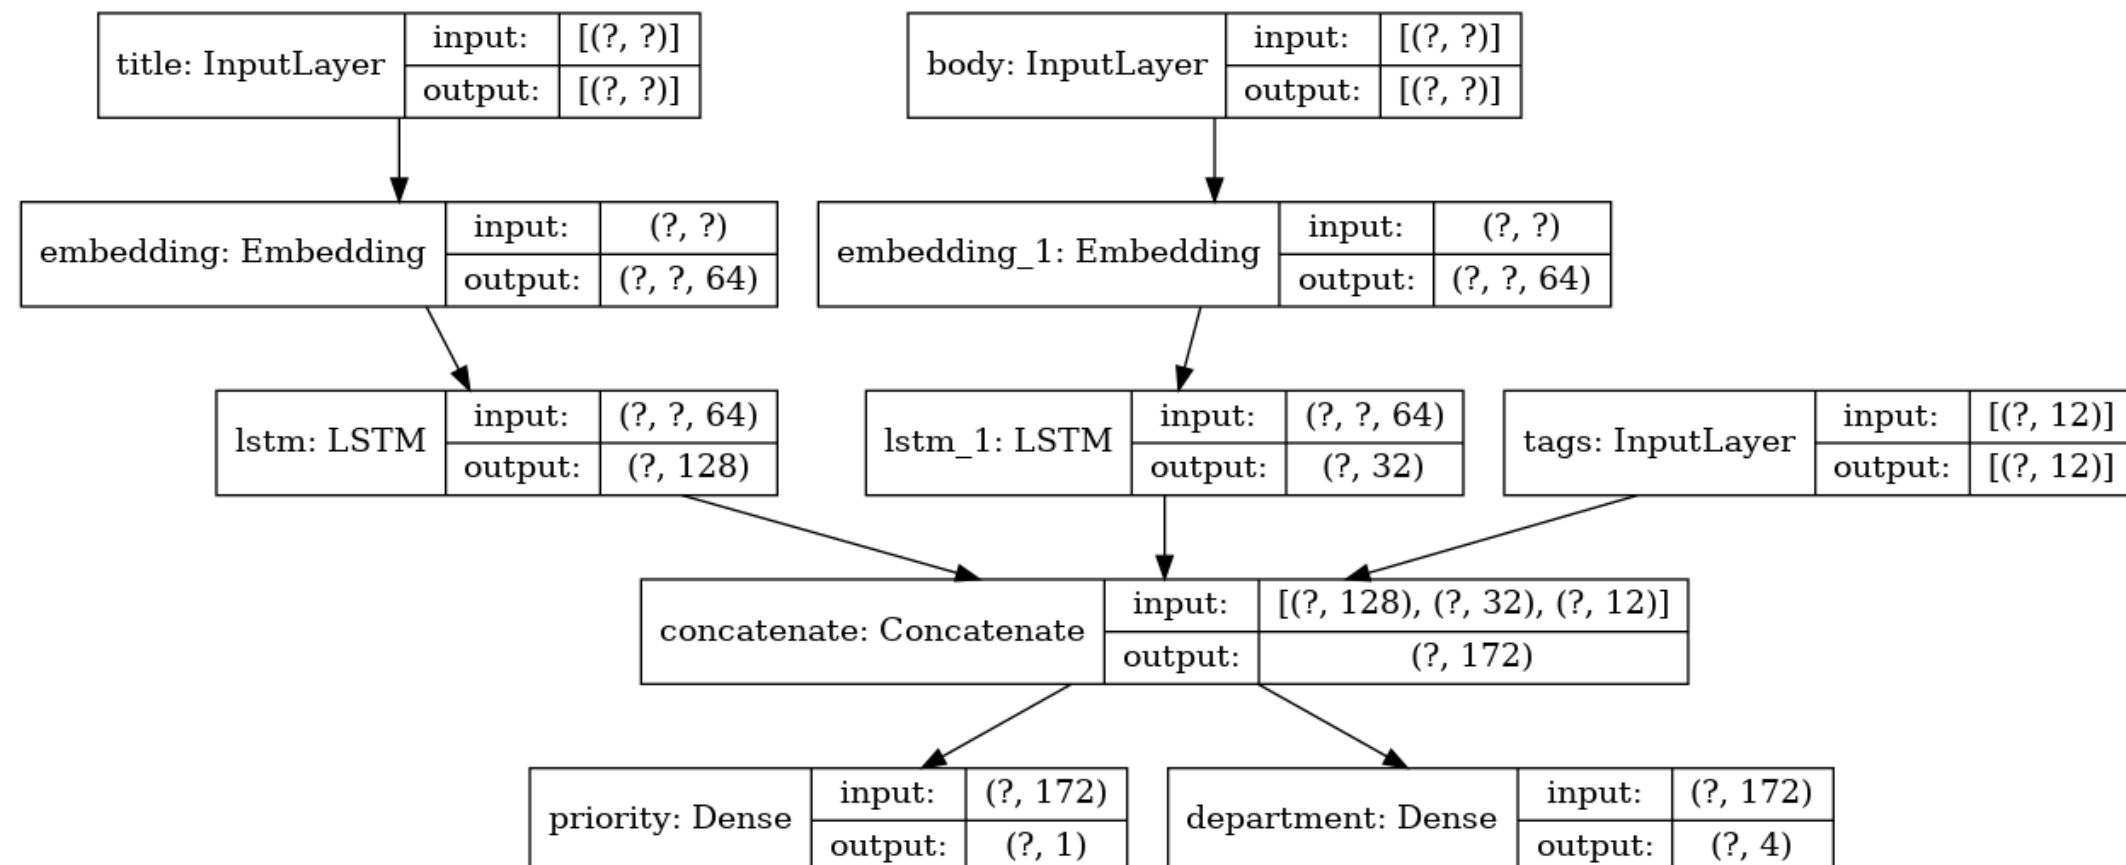 title: InputLayer input: [(?, ?)]
output: [(?, ?)]
body: InputLayer input: [(?, ?)]
output: [(?, ?)]
embedding: Embedding input: (?, ?)
output: (?, ?, 64)
embedding_1: Embedding input: (?, ?)
output: (?, ?, 64)
lstm: LSTM input: (?, ?, 64)
output: (?, 128)
lstm_1: LSTM input: (?, ?, 64)
output: (?, 32)
tags: InputLayer input: [(?, 12)]
output: [(?, 12)]
concatenate: Concatenate input: [(?, 128), (?, 32), (?, 12)]
output: (?, 172)
priority: Dense input: (?, 172)
output: (?, 1)
department: Dense input: (?, 172)
output: (?, 4)